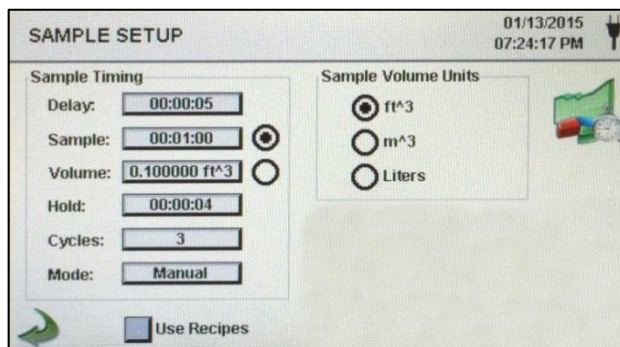 SAMPLE SETUP
01/13/2015
07:24:17 PM
Sample Timing
Delay: 00:00:05
Sample: 00:01:00
Volume: 0.100000 ft^3
Hold: 00:00:04
Cycles: 3
Mode: Manual
Use Recipes
Sample Volume Units
ft^3
m^3
Liters